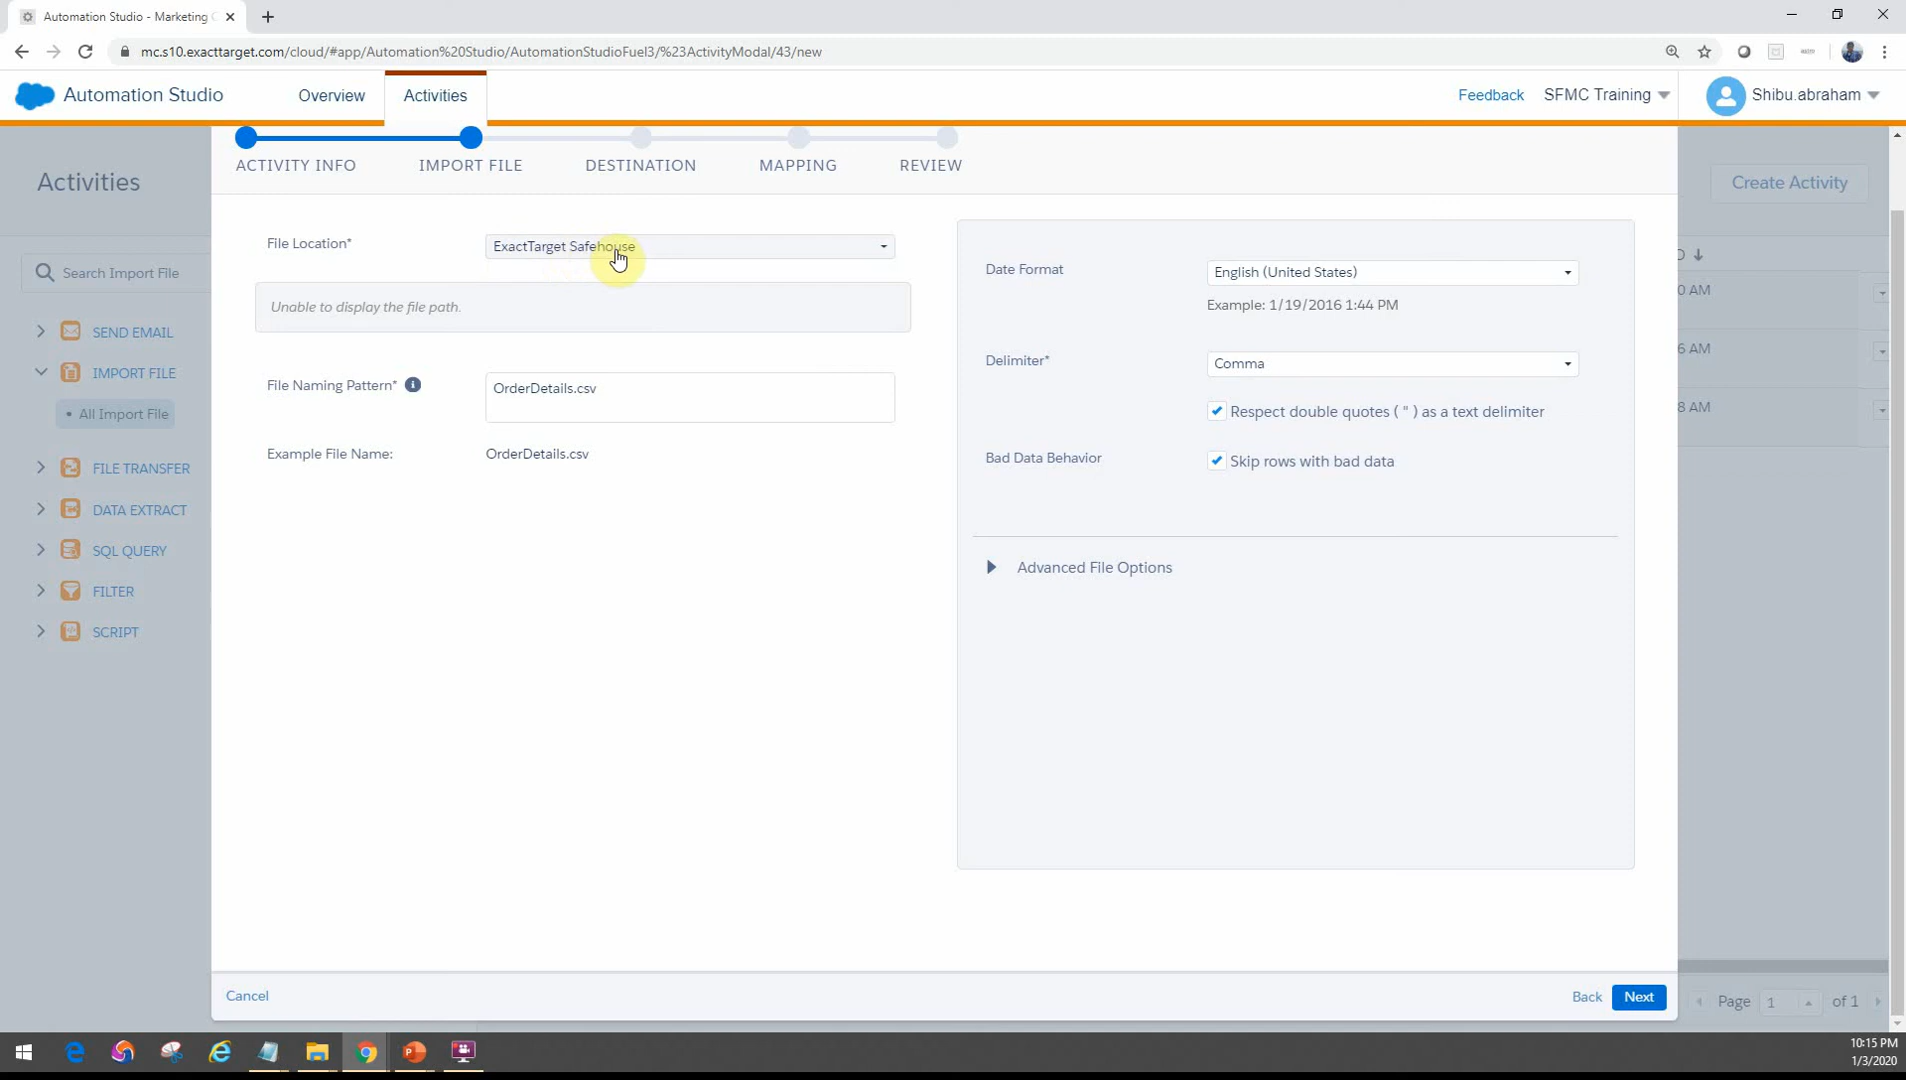 Automation Studio - Marketing C
mc.s10.exacttarget.com/cloud/#app/Automation%20Studio/AutomationStudioFuel3/%23ActivityModal/43/new
Automation Studio
Overview
Activities
Feedback
SFMC Training
Shibu.abraham
ACTIVITY INFO
IMPORT FILE
DESTINATION
MAPPING
REVIEW
Activities
Create Activity
Search Import File
SEND EMAIL
IMPORT FILE
• All Import File
FILE TRANSFER
DATA EXTRACT
SQL QUERY
FILTER
SCRIPT
File Location*
ExactTarget Safehouse
Unable to display the file path.
File Naming Pattern*
OrderDetails.csv
Example File Name:
OrderDetails.csv
Date Format
English (United States)
Example: 1/19/2016 1:44 PM
Delimiter*
Comma
Respect double quotes ( " ) as a text delimiter
Bad Data Behavior
Skip rows with bad data
Advanced File Options
0 AM
6 AM
8 AM
Cancel
Back
Next
Page 1 of 1
10:15 PM
1/3/2020